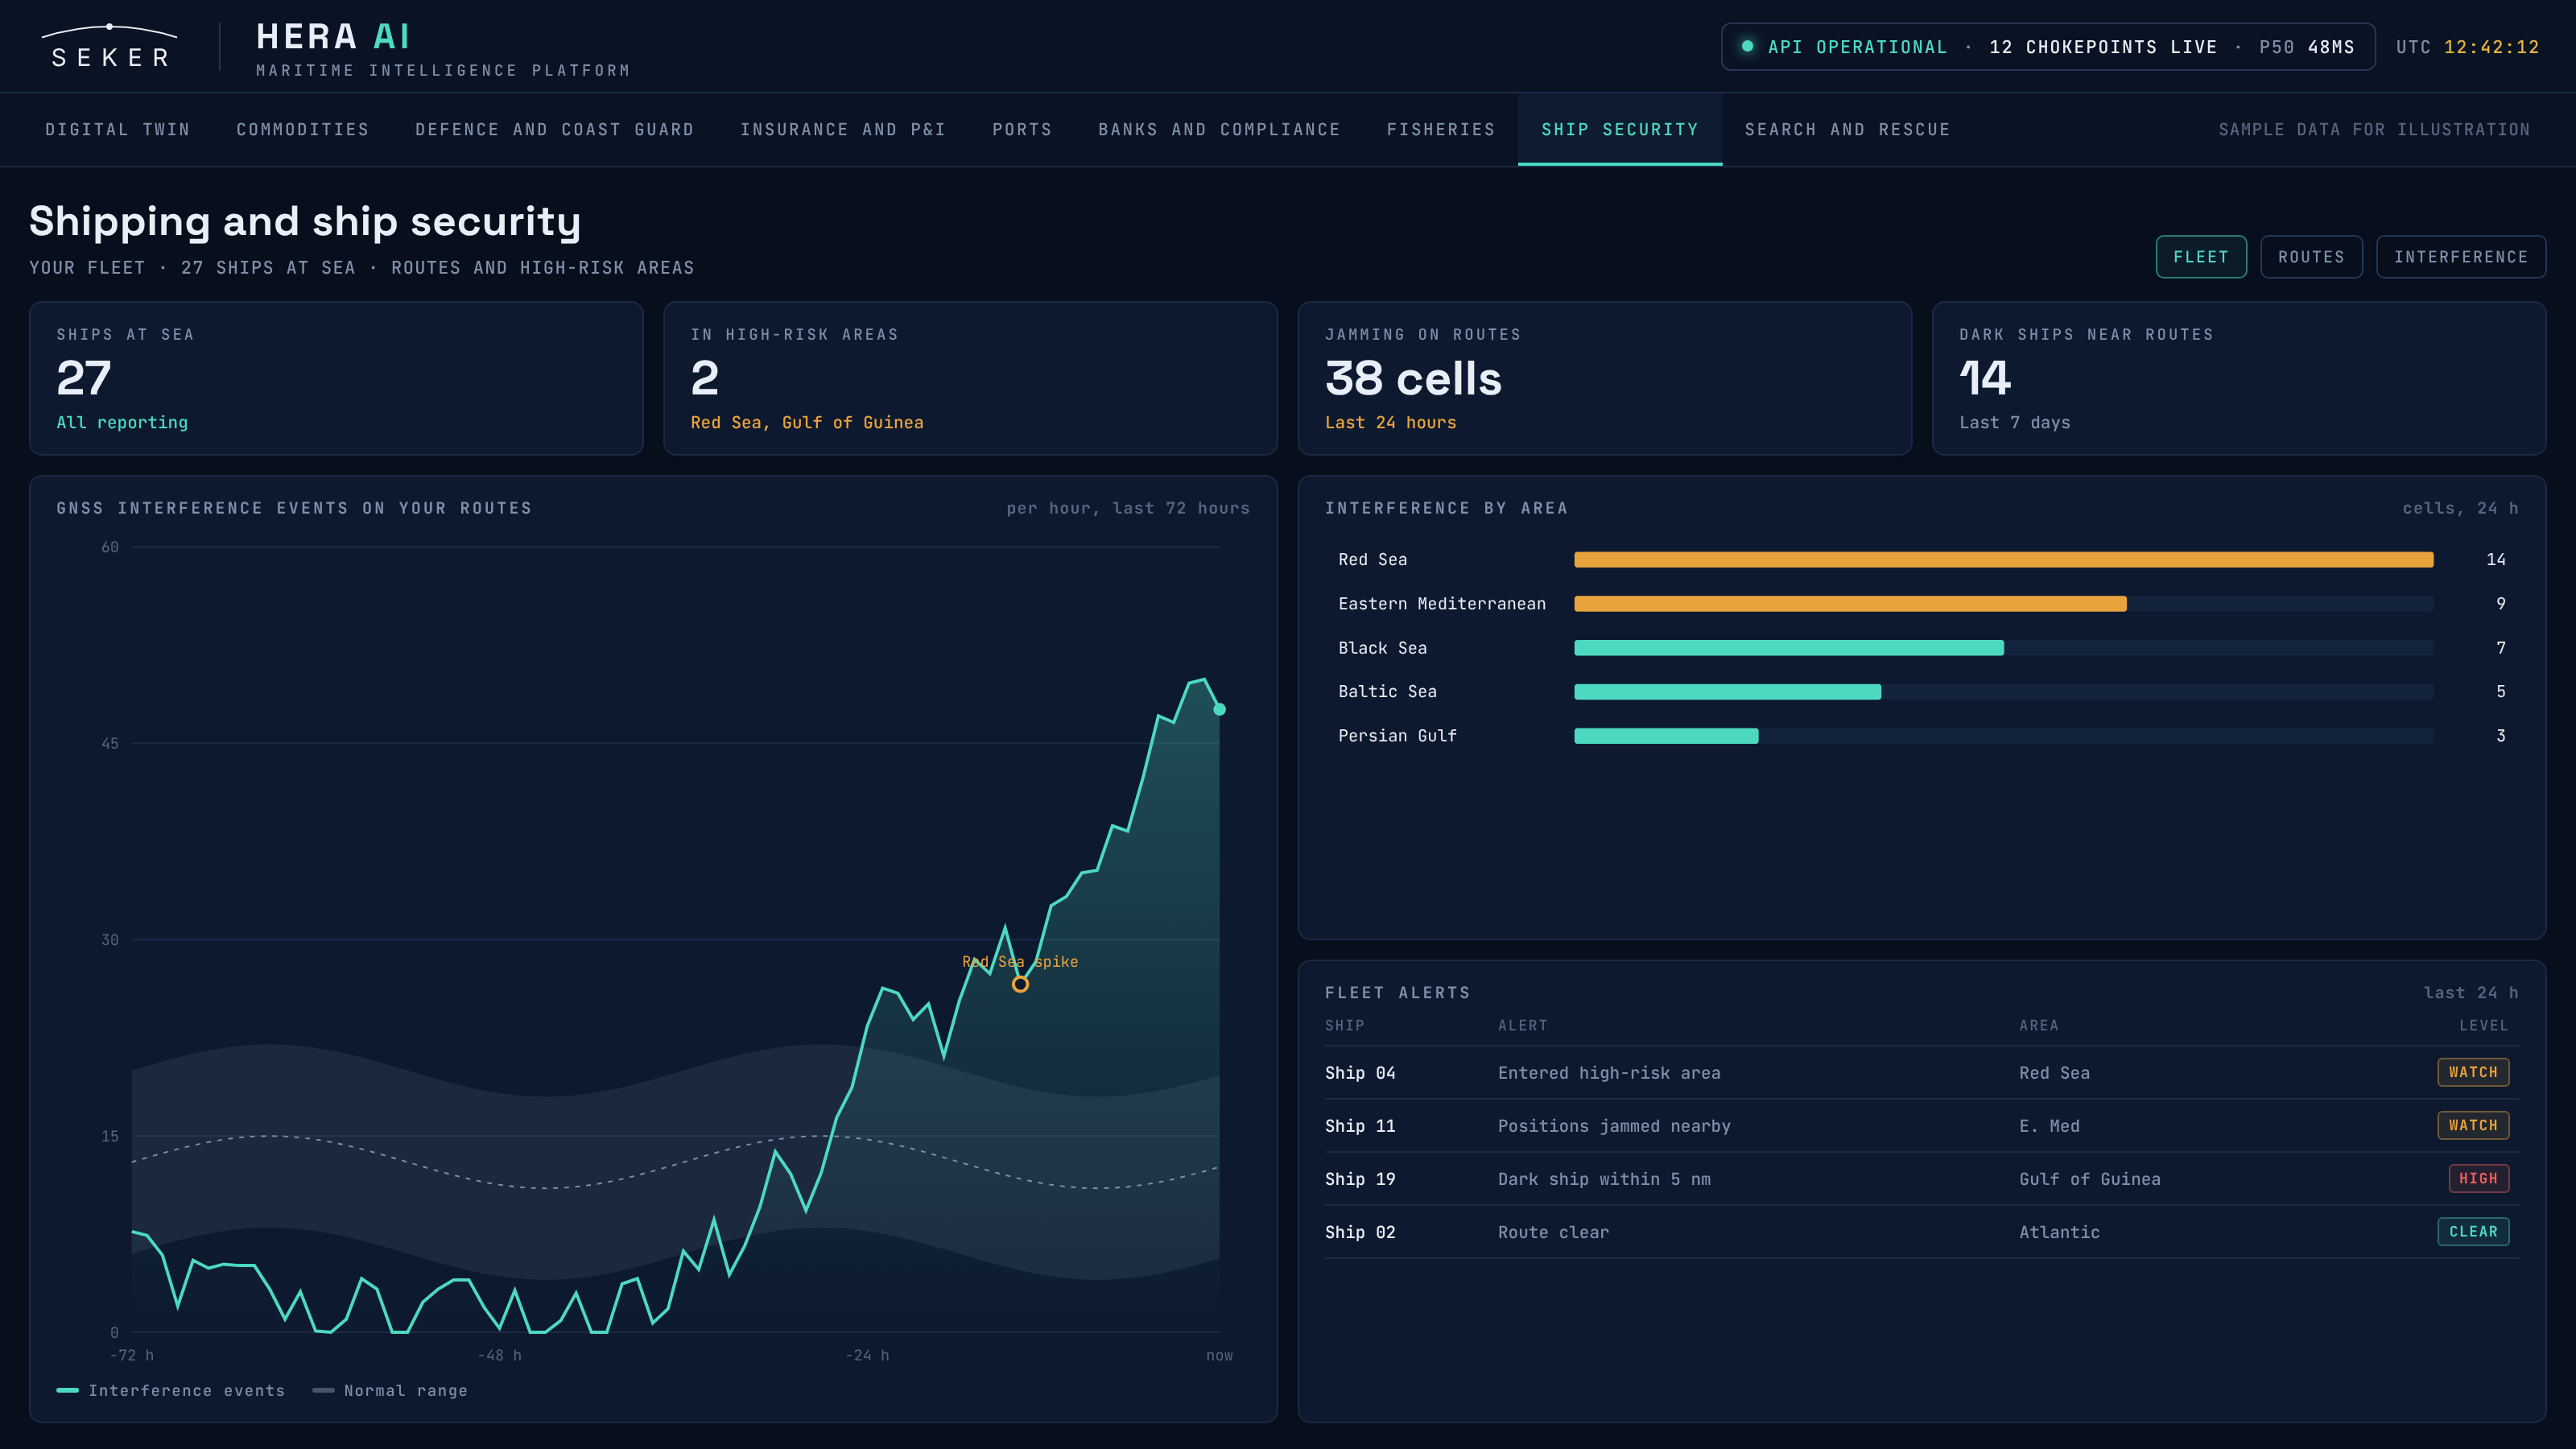 SEKER
HERA AI
MARITIME INTELLIGENCE PLATFORM
API OPERATIONAL · 12 CHOKEPOINTS LIVE · P50 48MS
UTC 12:42:12
DIGITAL TWIN
COMMODITIES
DEFENCE AND COAST GUARD
INSURANCE AND P&I
PORTS
BANKS AND COMPLIANCE
FISHERIES
SHIP SECURITY
SEARCH AND RESCUE
SAMPLE DATA FOR ILLUSTRATION
Shipping and ship security
YOUR FLEET · 27 SHIPS AT SEA · ROUTES AND HIGH-RISK AREAS
FLEET
ROUTES
INTERFERENCE
SHIPS AT SEA
27
All reporting
IN HIGH-RISK AREAS
2
Red Sea, Gulf of Guinea
JAMMING ON ROUTES
38 cells
Last 24 hours
DARK SHIPS NEAR ROUTES
14
Last 7 days
GNSS INTERFERENCE EVENTS ON YOUR ROUTES
per hour, last 72 hours
60
45
30
15
0
Red Sea spike
-72 h
-48 h
-24 h
now
Interference events
Normal range
INTERFERENCE BY AREA
cells, 24 h
Red Sea 14
Eastern Mediterranean 9
Black Sea 7
Baltic Sea 5
Persian Gulf 3
FLEET ALERTS
last 24 h
SHIP ALERT AREA LEVEL
Ship 04 Entered high-risk area Red Sea WATCH
Ship 11 Positions jammed nearby E. Med WATCH
Ship 19 Dark ship within 5 nm Gulf of Guinea HIGH
Ship 02 Route clear Atlantic CLEAR